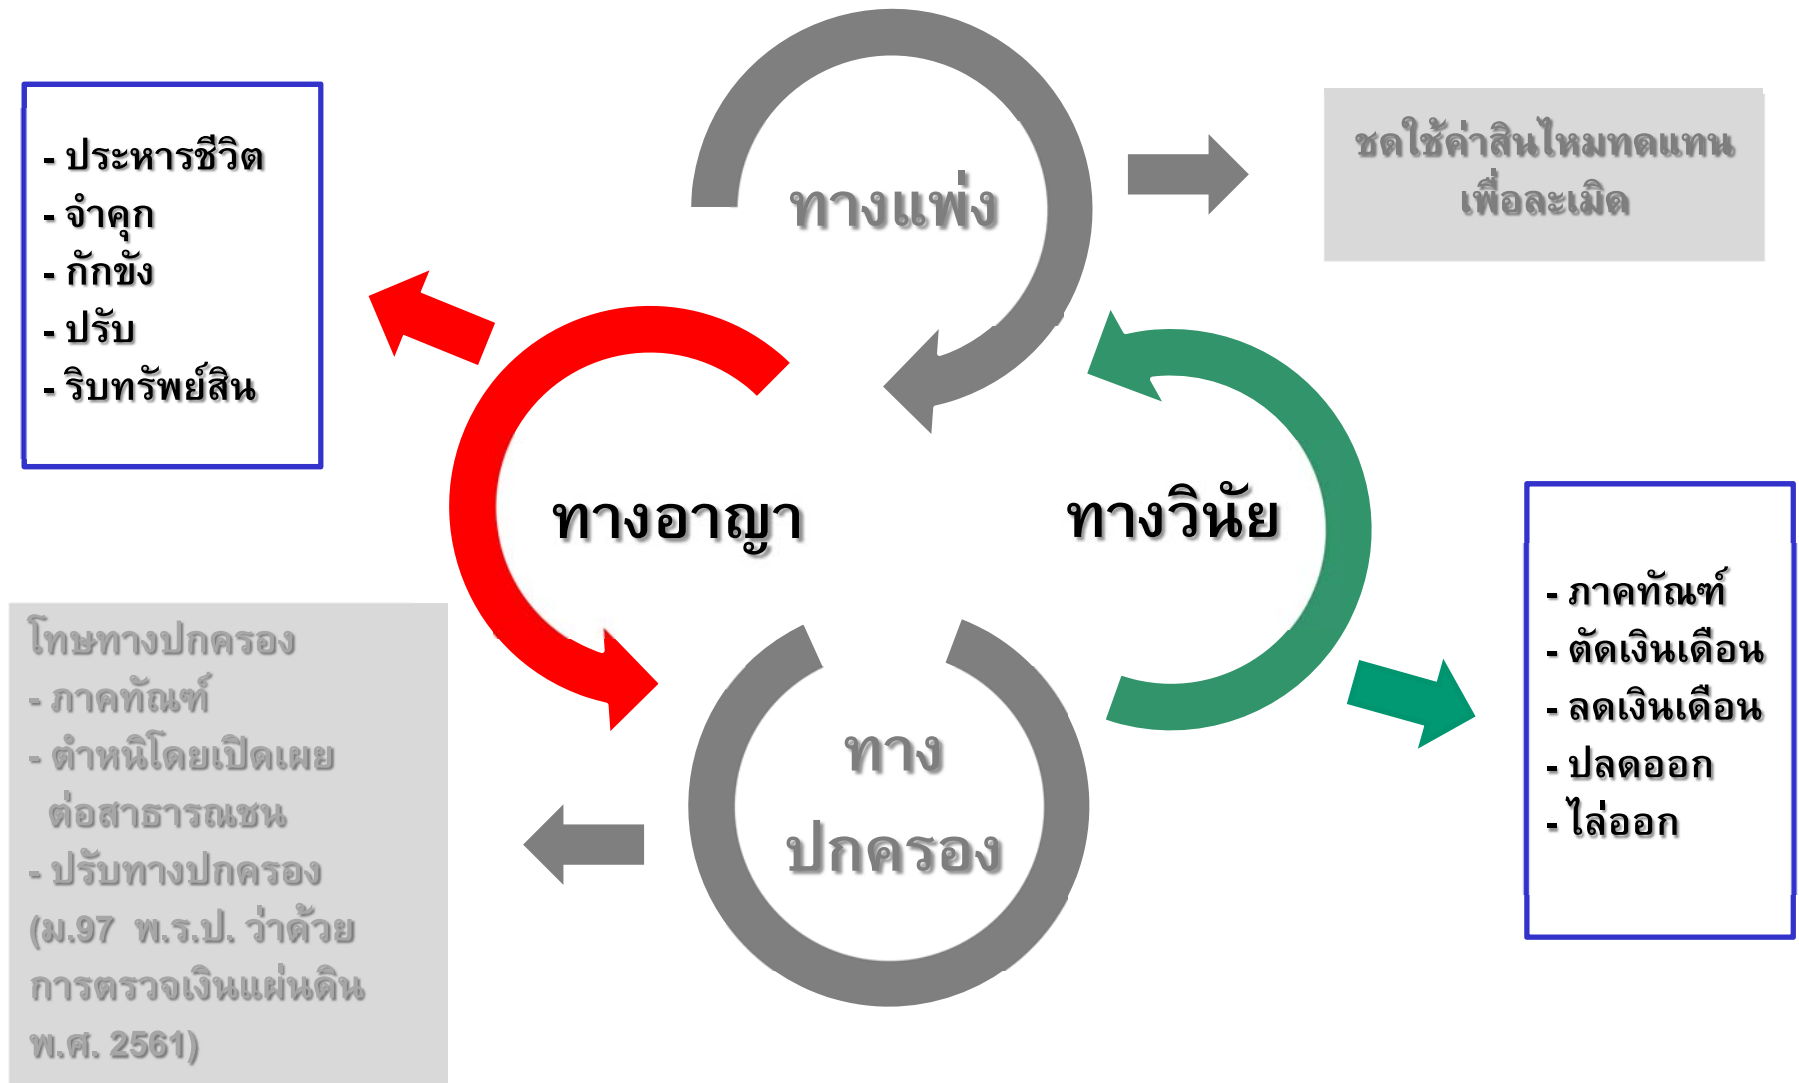 ทางแพ่ง
ชดใช้ค่าสินไหมทดแทน
เพื่อละเมิด
- ประหารชีวิต
- จำคุก
- กักขัง
- ปรับ
- ริบทรัพย์สิน
ทางอาญา
ทางวินัย
- ภาคทัณฑ์
- ตัดเงินเดือน
- ลดเงินเดือน
- ปลดออก
- ไล่ออก
ทาง
ปกครอง
โทษทางปกครอง
- ภาคทัณฑ์
- ตำหนิโดยเปิดเผย
ต่อสาธารณชน
- ปรับทางปกครอง
(ม.97 พ.ร.ป. ว่าด้วย
การตรวจเงินแผ่นดิน
พ.ศ. 2561)